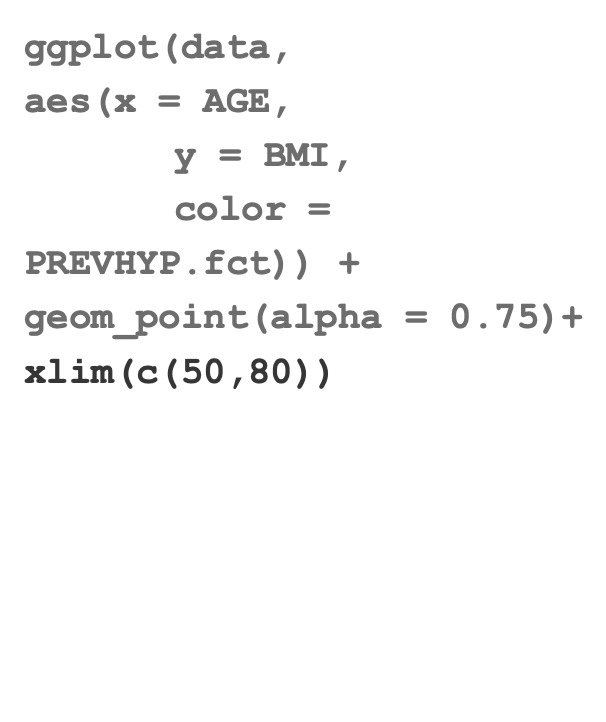 ggplot(data,
aes(x = AGE,
y = BMI,
color =
PREVHYP.fct)) +
geom_point(alpha = 0.75)+
xlim(c(50,80))